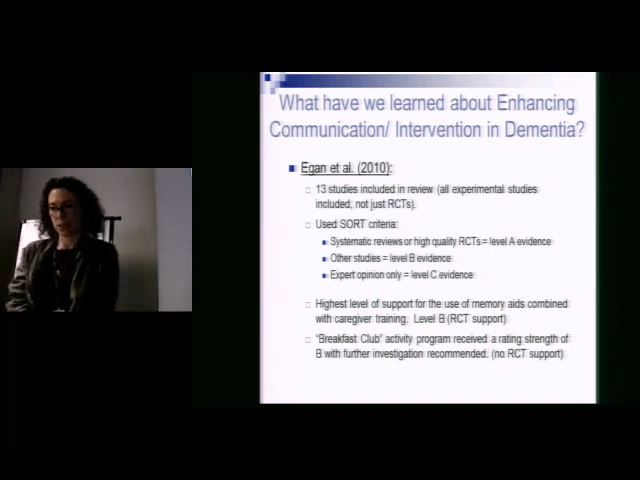 What have we learned about Enhancing
Communication/ Intervention in Dementia?
Egan et al. (2010):
13 studies included in review (all experimental studies
included, not just RCTs).
Used SORT criteria:
Systematic reviews or high quality RCTs = level A evidence
Other studies = level B evidence
Expert opinion only = level C evidence
Highest level of support for the use of memory aids combined
with caregiver training. Level B (RCT support)
"Breakfast Club" activity program received a rating strength of
B with further investigation recommended. (no RCT support)